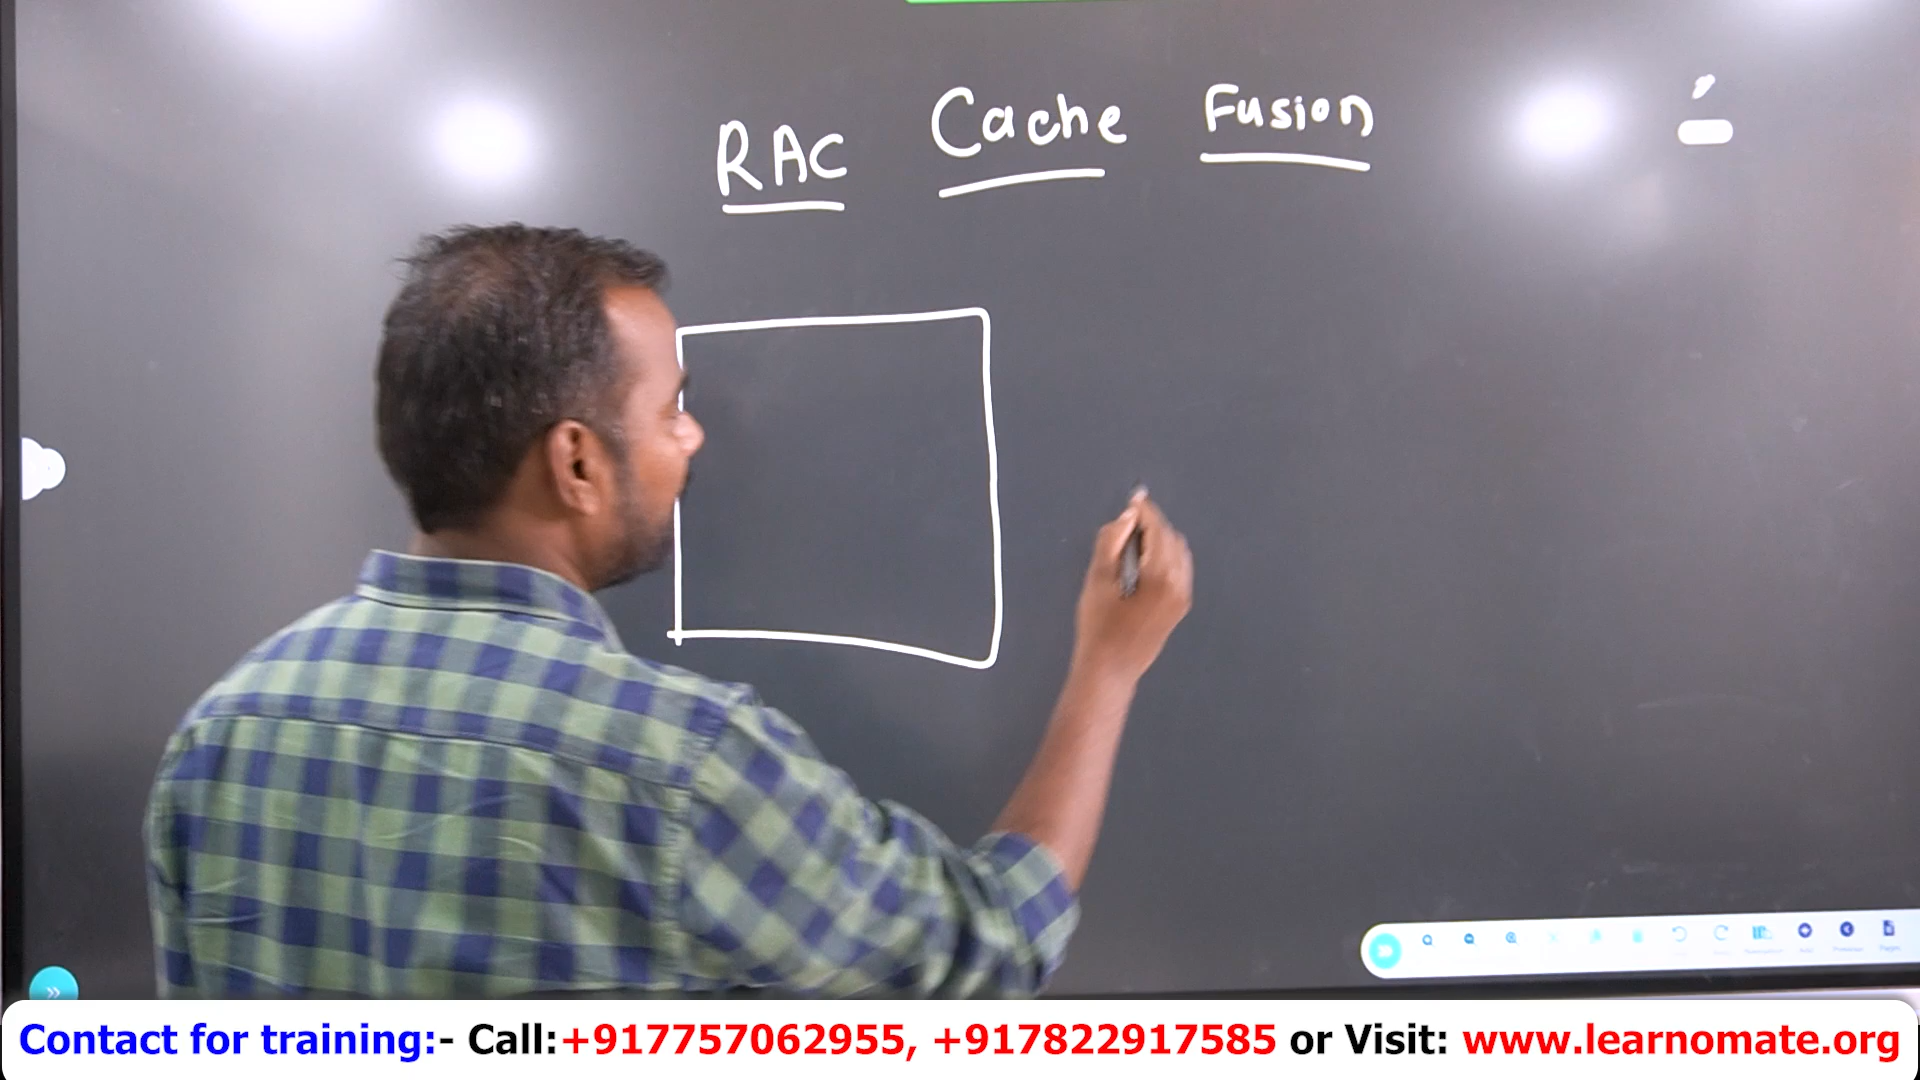 RAC Cache Fusion
Contact for training:- Call:+917757062955, +917822917585 or Visit: www.learnomate.org